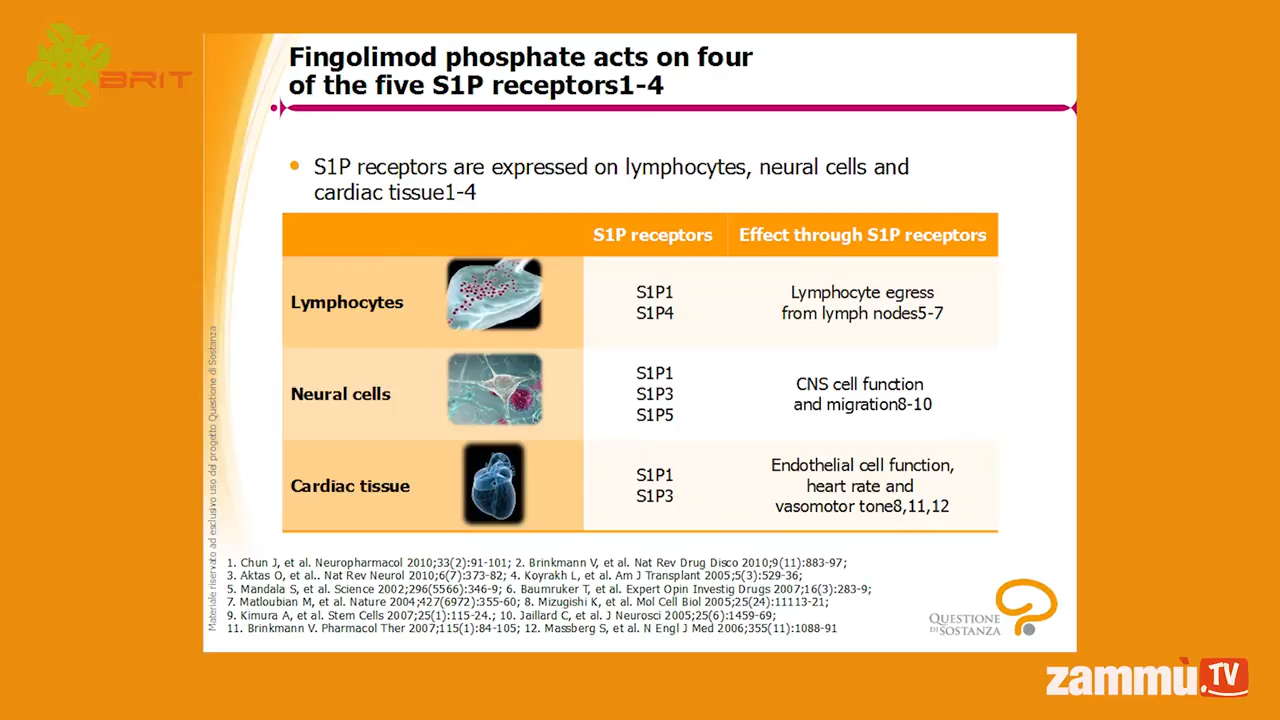 BRIT
Fingolimod phosphate acts on four
of the five S1P receptors1-4
S1P receptors are expressed on lymphocytes, neural cells and
cardiac tissue1-4
S1P receptors Effect through S1P receptors
Lymphocytes
S1P1
S1P4
Lymphocyte egress
from lymph nodes5-7
Neural cells
S1P1
S1P3
S1P5
CNS cell function
and migration8-10
Cardiac tissue
S1P1
S1P3
Endothelial cell function,
heart rate and
vasomotor tone8,11,12
1. Chun J, et al. Neuropharmacol 2010;33(2):91-101; 2. Brinkmann V, et al. Nat Rev Drug Disco 2010;9(11):883-97;
3. Aktas O, et al.. Nat Rev Neurol 2010;6(7):373-82; 4. Koyrakh L, et al. Am J Transplant 2005;5(3):529-36;
5. Mandala S, et al. Science 2002;296(5566):346-9; 6. Baumruker T, et al. Expert Opin Investig Drugs 2007;16(3):283-9;
7. Matloubian M, et al. Nature 2004;427(6972):355-60; 8. Mizugishi K, et al. Mol Cell Biol 2005;25(24):11113-21;
9. Kimura A, et al. Stem Cells 2007;25(1):115-24.; 10. Jaillard C, et al. J Neurosci 2005;25(6):1459-69;
11. Brinkmann V. Pharmacol Ther 2007;115(1):84-105; 12. Massberg S, et al. N Engl J Med 2006;355(11):1088-91
Materiale riservato ad esclusivo uso del progetto Questione di Sostanza
QUESTIONE
DI SOSTANZA
zammù.TV